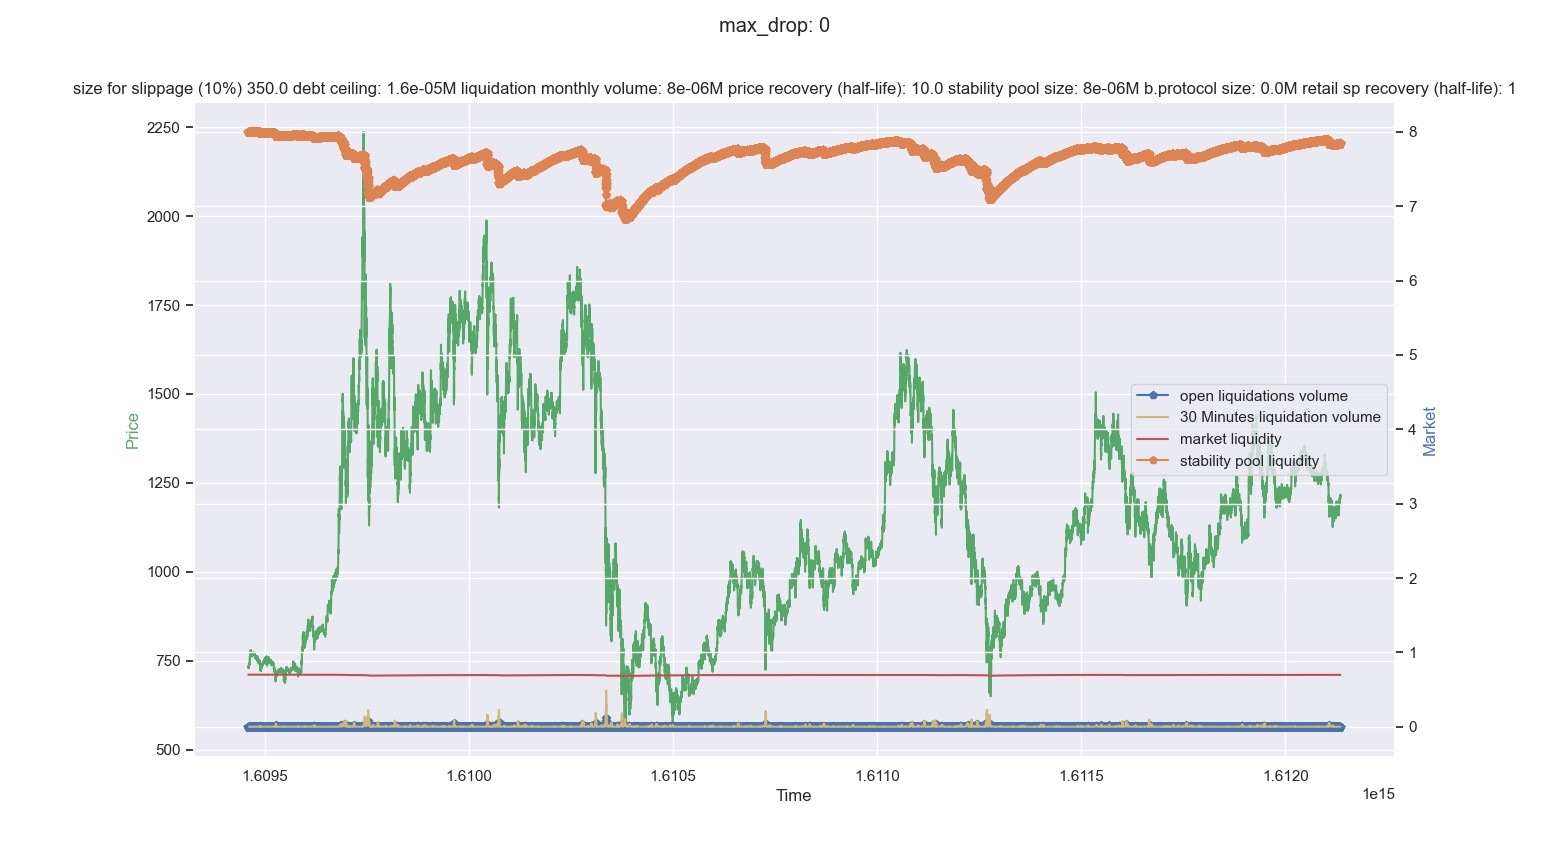 max_drop: 0
size for slippage (10%) 350.0 debt ceiling: 1.6e-05M liquidation monthly volume: 8e-06M price recovery (half-life): 10.0 stability pool size: 8e-06M b.protocol size: 0.0M retail sp recovery (half-life): 1
2250
2000
1750
1500
1250
1000
750
500
Price
8
7
6
5
4
3
2
1
0
Market
open liquidations volume
30 Minutes liquidation volume
market liquidity
stability pool liquidity
1.6095 1.6100 1.6105 1.6110 1.6115 1.6120
Time
1e15